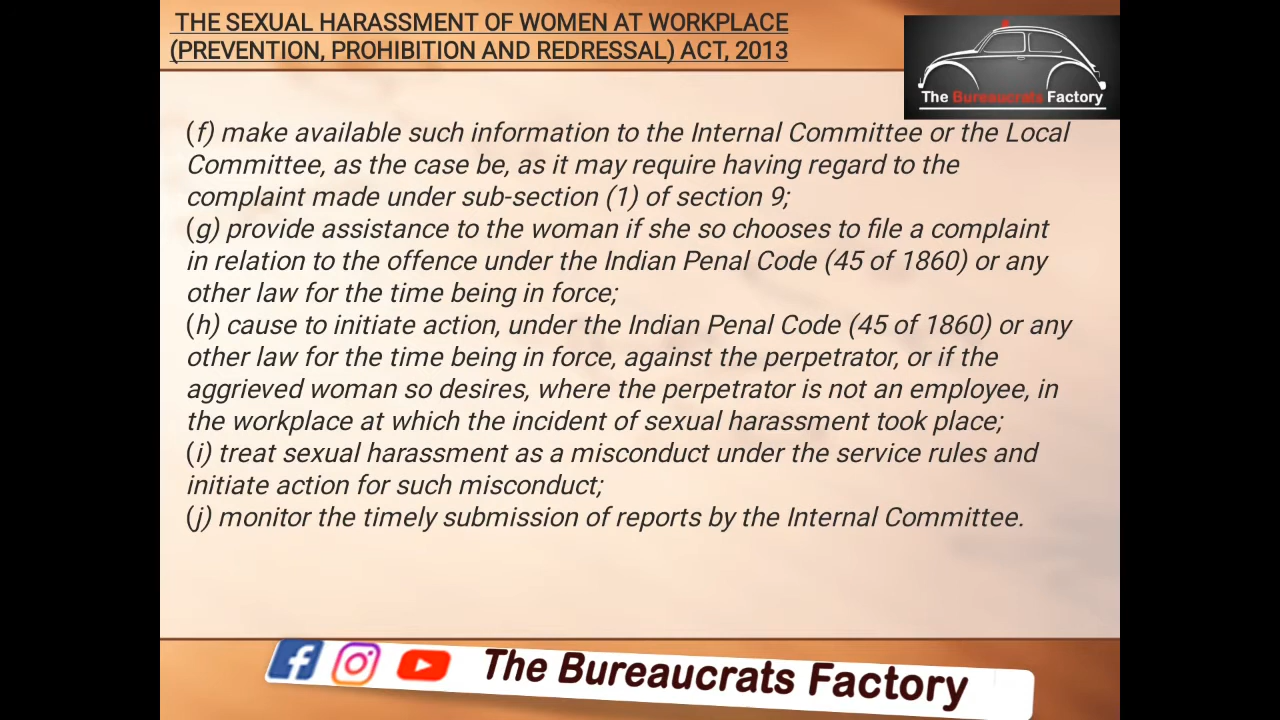 THE SEXUAL HARASSMENT OF WOMEN AT WORKPLACE
(PREVENTION, PROHIBITION AND REDRESSAL) ACT, 2013
The Bureaucrats Factory
(f) make available such information to the Internal Committee or the Local
Committee, as the case be, as it may require having regard to the
complaint made under sub-section (1) of section 9;
(g) provide assistance to the woman if she so chooses to file a complaint
in relation to the offence under the Indian Penal Code (45 of 1860) or any
other law for the time being in force;
(h) cause to initiate action, under the Indian Penal Code (45 of 1860) or any
other law for the time being in force, against the perpetrator, or if the
aggrieved woman so desires, where the perpetrator is not an employee, in
the workplace at which the incident of sexual harassment took place;
(i) treat sexual harassment as a misconduct under the service rules and
initiate action for such misconduct;
(j) monitor the timely submission of reports by the Internal Committee.
The Bureaucrats Factory